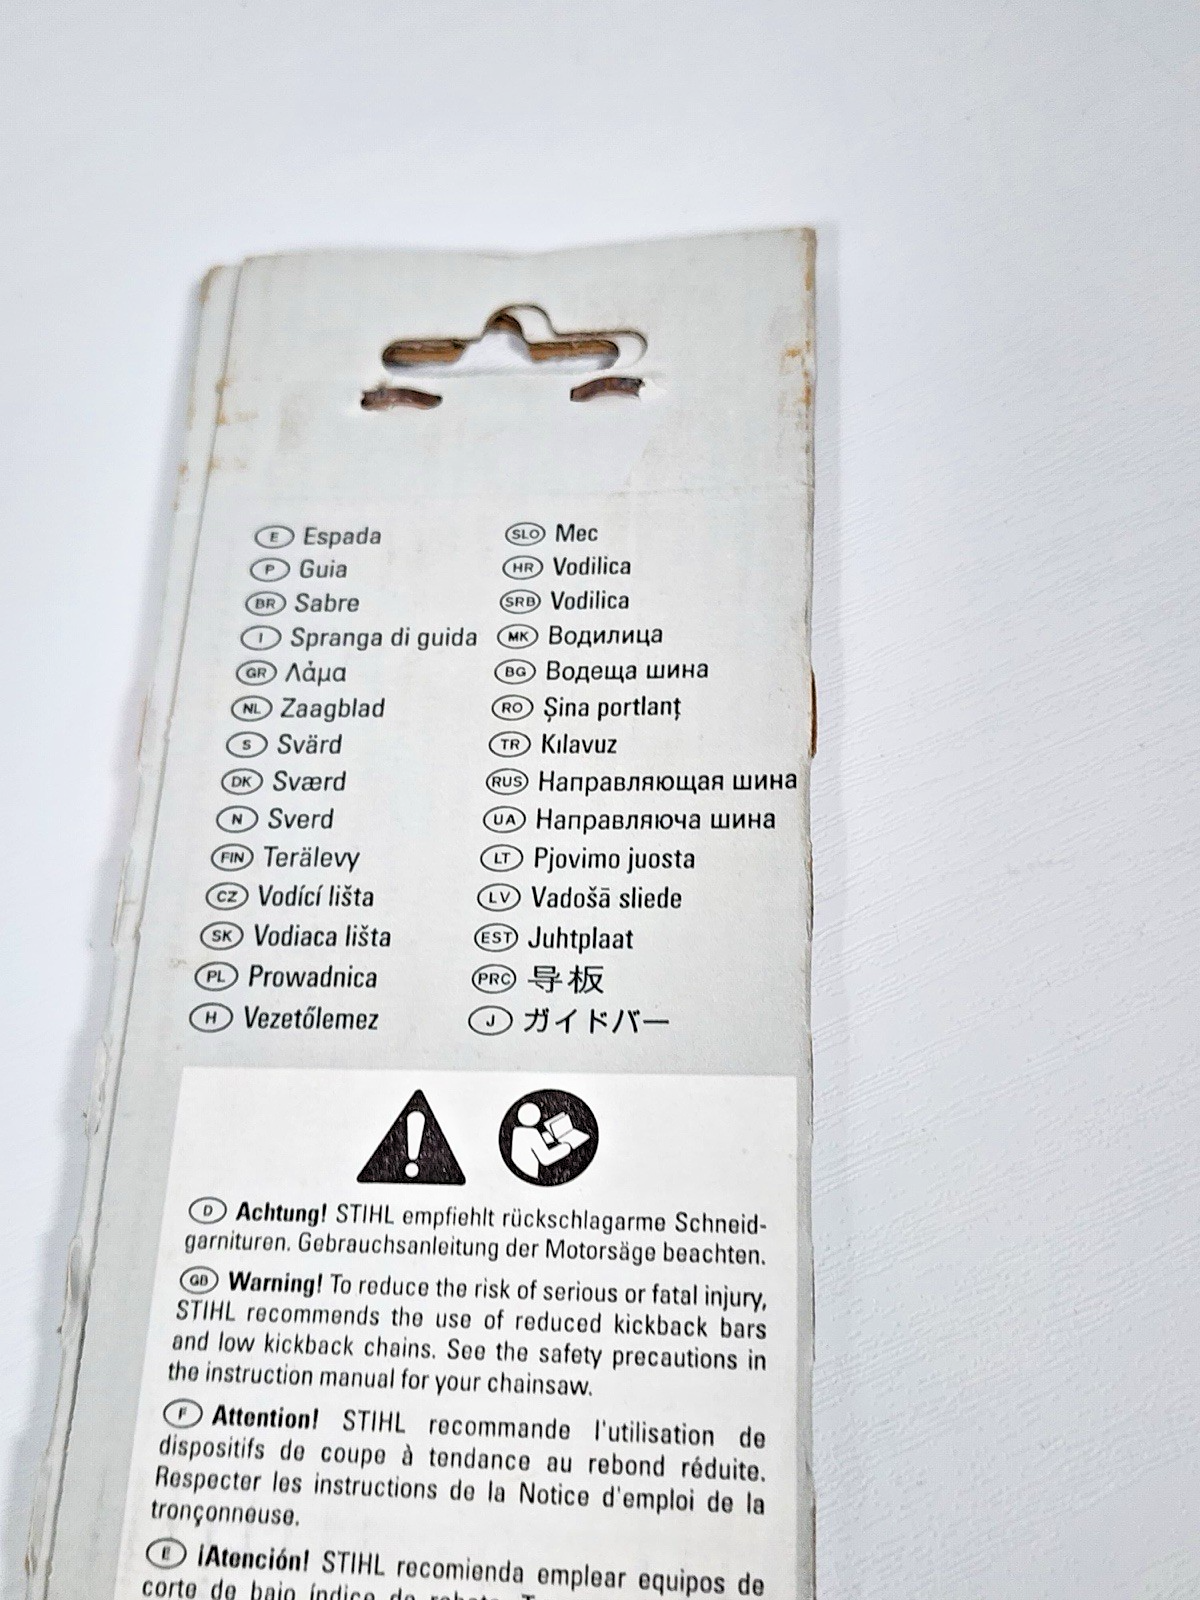 E Espada
P Guia
BR Sabre
I Spranga di guida
GR Λάμα
NL Zaagblad
S Svärd
DK Sværd
N Sverd
FIN Terälevy
CZ Vodící lišta
SK Vodiaca lišta
PL Prowadnica
H Vezetőlemez
SLO Mec
HR Vodilica
SRB Vodilica
MK Водилица
BG Водеща шина
RO Şina portlanţ
TR Kılavuz
RUS Направляющая шина
UA Направляюча шина
LT Pjovimo juosta
LV Vadošā sliede
EST Juhtplaat
PRC 导板
J ガイドバー
D Achtung! STIHL empfiehlt rückschlagarme Schneid-
garnituren. Gebrauchsanleitung der Motorsäge beachten.
GB Warning! To reduce the risk of serious or fatal injury,
STIHL recommends the use of reduced kickback bars
and low kickback chains. See the safety precautions in
the instruction manual for your chainsaw.
F Attention! STIHL recommande l'utilisation de
dispositifs de coupe à tendance au rebond réduite.
Respecter les instructions de la Notice d'emploi de la
tronçonneuse.
E ¡Atención! STIHL recomienda emplear equipos de
corte de bajo índice de